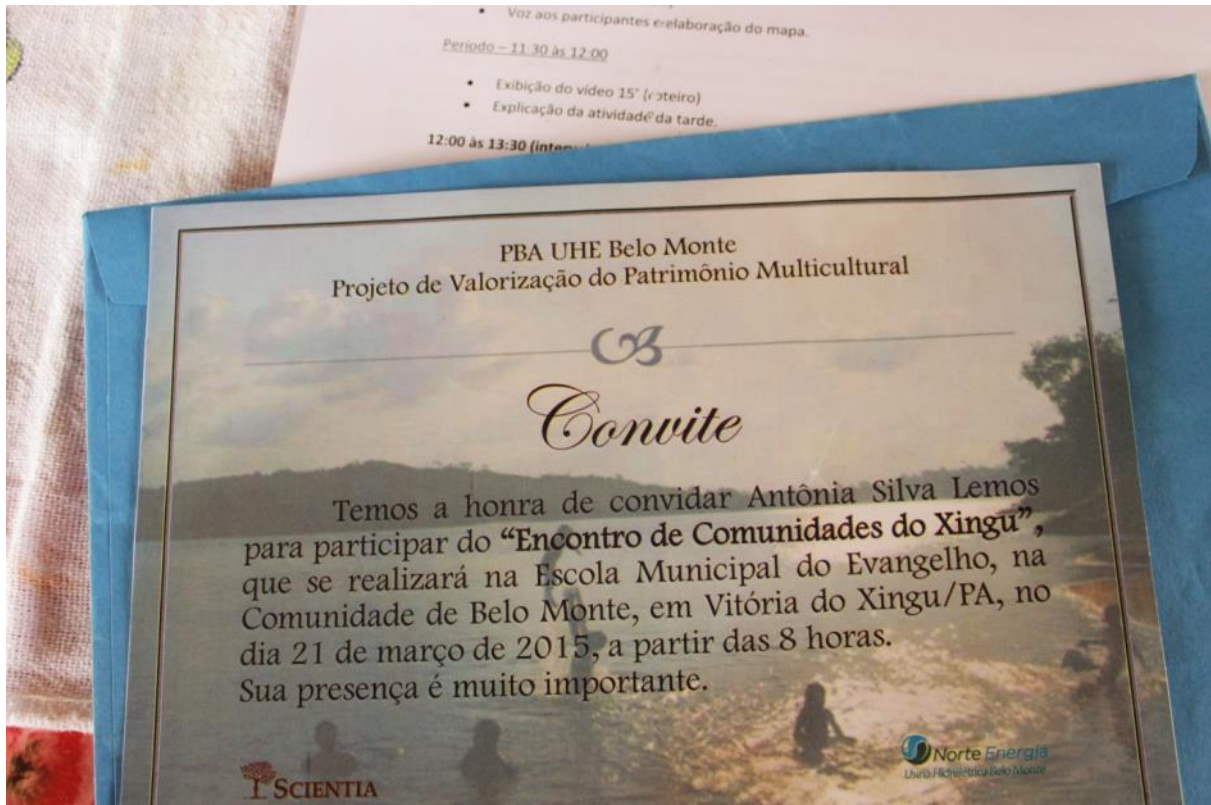 • Voz aos participantes e elaboração do mapa.
Período – 11:30 às 12:00
• Exibição do vídeo 15'
• Explicação da atividade da tarde.
12:00 às 13:30
PBA UHE Belo Monte
Projeto de Valorização do Patrimônio Multicultural
Convite
Temos a honra de convidar Antônia Silva Lemos
para participar do “Encontro de Comunidades do Xingu”,
que se realizará na Escola Municipal do Evangelho, na
Comunidade de Belo Monte, em Vitória do Xingu/PA, no
dia 21 de março de 2015, a partir das 8 horas.
Sua presença é muito importante.
SCIENTIA
Norte Energia
Usina Hidrelétrica Belo Monte